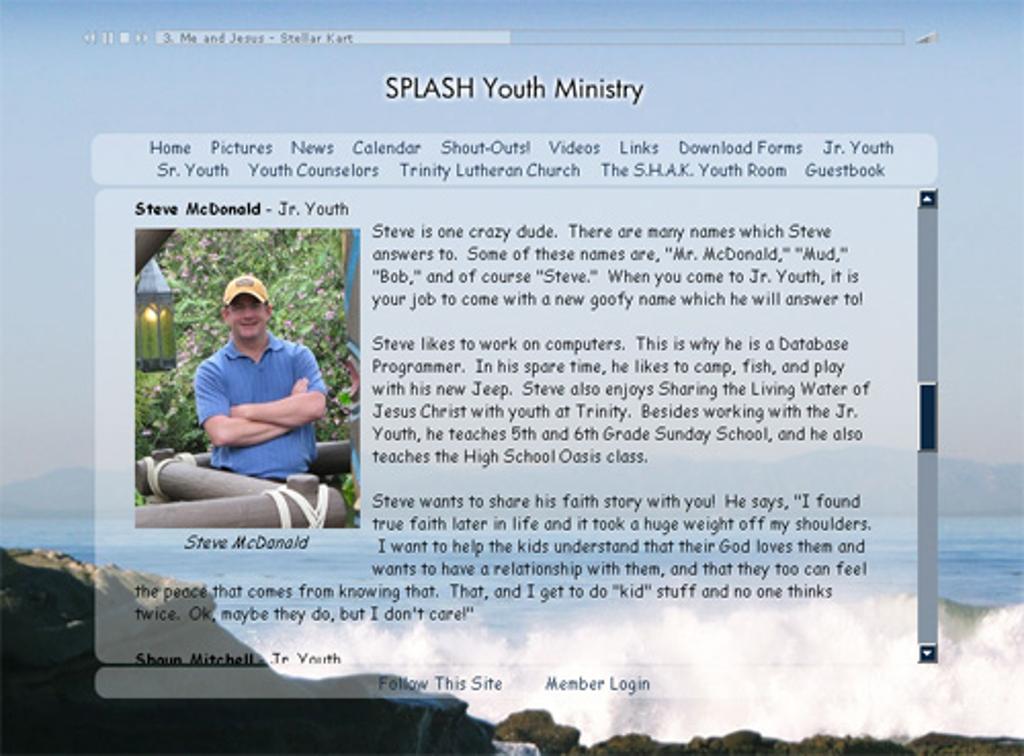 3. Me and Jesus - Stellar Kart
SPLASH Youth Ministry
Home Pictures News Calendar Shout-Outs! Videos Links Download Forms Jr. Youth
Sr. Youth Youth Counselors Trinity Lutheran Church The S.H.A.K. Youth Room Guestbook
Steve McDonald - Jr. Youth
Steve is one crazy dude. There are many names which Steve
answers to. Some of these names are, "Mr. McDonald," "Mud,"
"Bob," and of course "Steve." When you come to Jr. Youth, it is
your job to come with a new goofy name which he will answer to!
Steve likes to work on computers. This is why he is a Database
Programmer. In his spare time, he likes to camp, fish, and play
with his new Jeep. Steve also enjoys Sharing the Living Water of
Jesus Christ with youth at Trinity. Besides working with the Jr.
Youth, he teaches 5th and 6th Grade Sunday School, and he also
teaches the High School Oasis class.
Steve wants to share his faith story with you! He says, "I found
true faith later in life and it took a huge weight off my shoulders.
Steve McDonald
I want to help the kids understand that their God loves them and
wants to have a relationship with them, and that they too can feel
the peace that comes from knowing that. That, and I get to do "kid" stuff and no one thinks
twice. Ok, maybe they do, but I don't care!"
Shaun Mitchell - Jr. Youth
Follow This Site Member Login